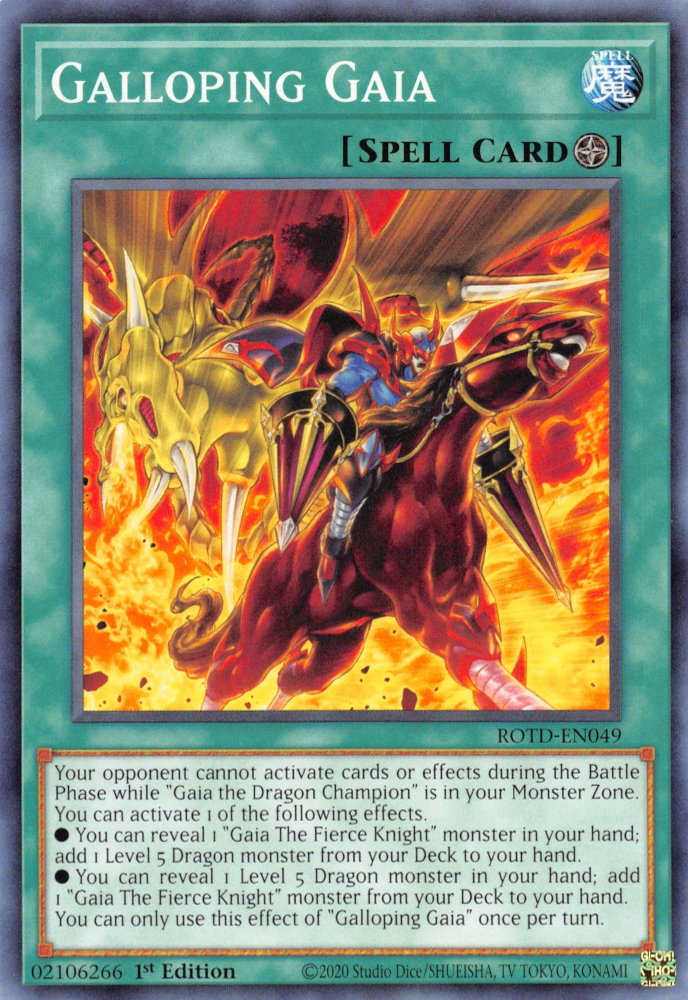 Galloping Gaia
SPELL
魔
[Spell Card]
ROTD-EN049
Your opponent cannot activate cards or effects during the Battle
Phase while "Gaia the Dragon Champion" is in your Monster Zone.
You can activate 1 of the following effects.
● You can reveal 1 "Gaia The Fierce Knight" monster in your hand;
add 1 Level 5 Dragon monster from your Deck to your hand.
● You can reveal 1 Level 5 Dragon monster in your hand; add
1 "Gaia The Fierce Knight" monster from your Deck to your hand.
You can only use this effect of "Galloping Gaia" once per turn.
02106266 1st Edition ©2020 Studio Dice/SHUEISHA, TV TOKYO, KONAMI